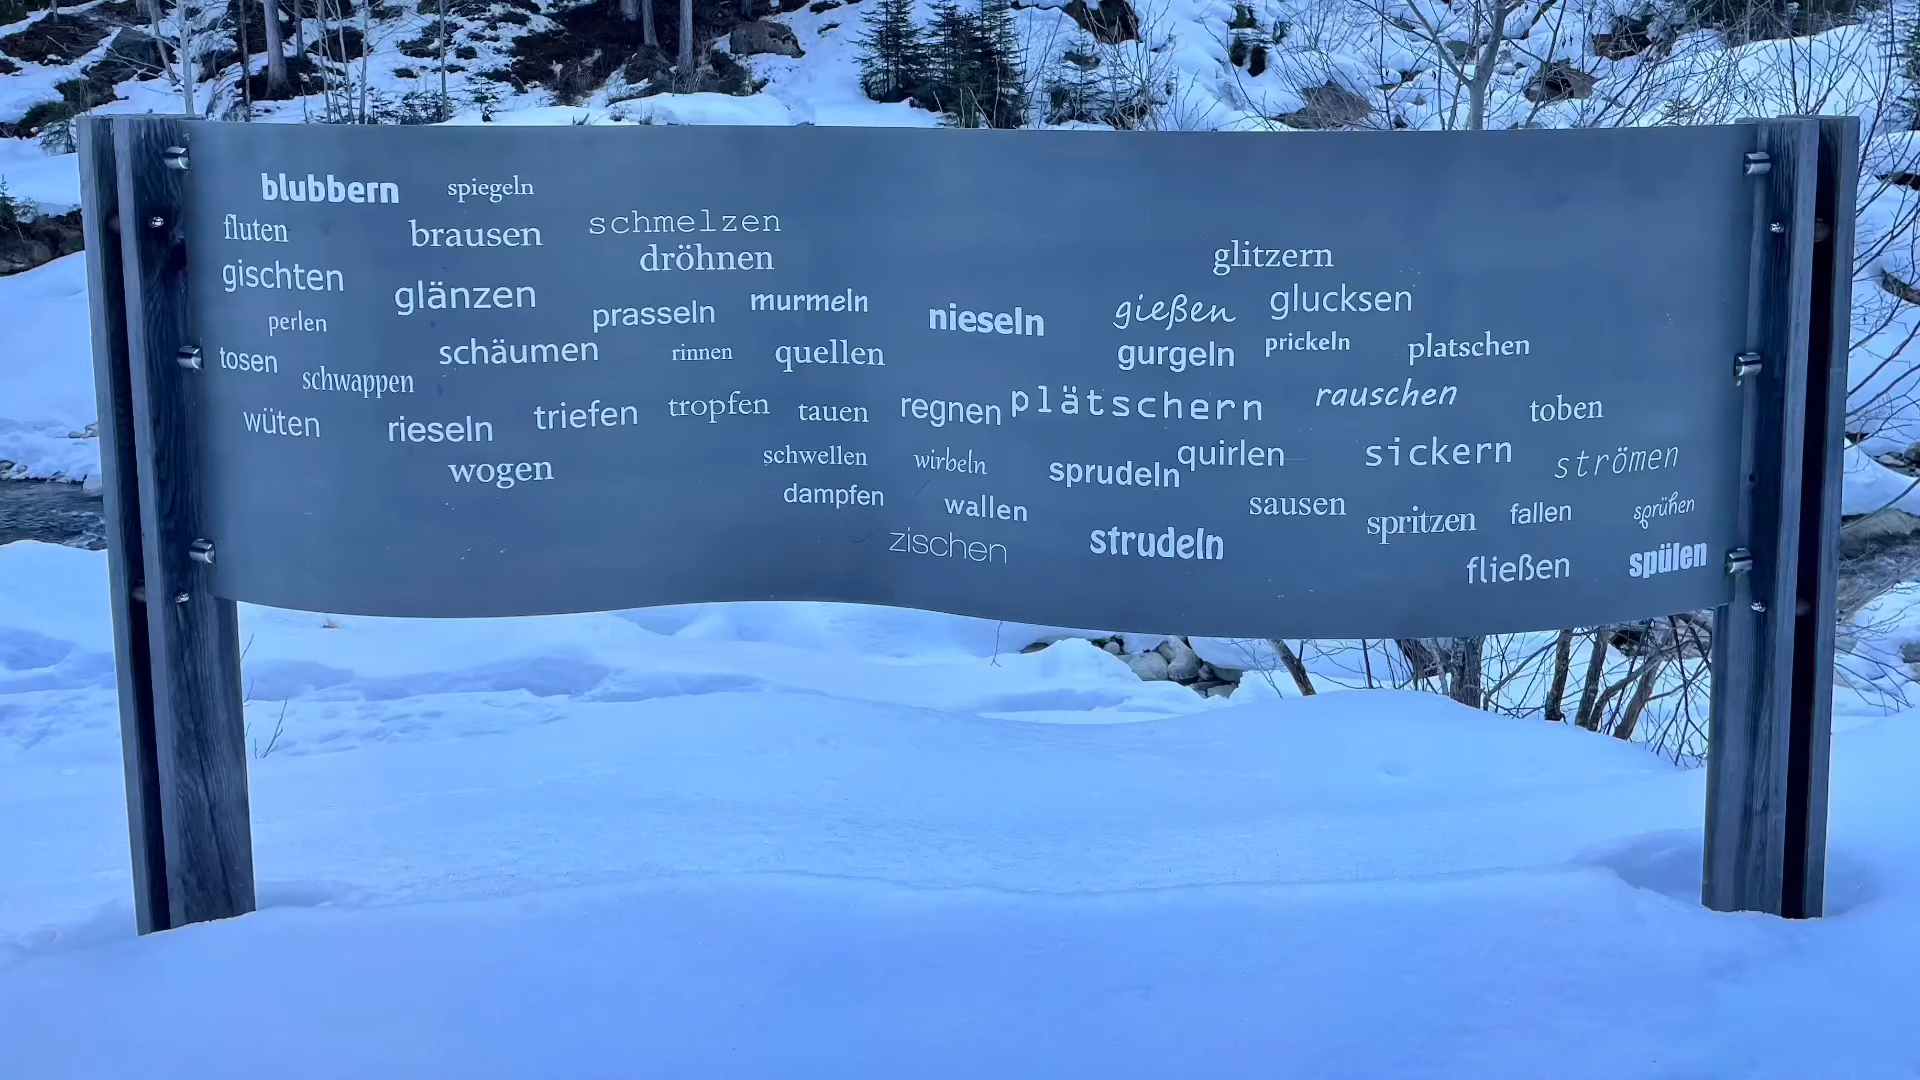 blubbern spiegeln
fluten brausen schmelzen
dröhnen glitzern
gischten glänzen prasseln murmeln nieseln gießen glucksen
perlen
tosen schäumen rinnen quellen gurgeln prickeln platschen
schwappen
wüten rieseln triefen tropfen tauen regnen plätschern rauschen toben
wogen schwellen wirbeln sprudeln quirlen sickern strömen
dampfen wallen sausen spritzen fallen sprühen
zischen strudeln fließen spülen